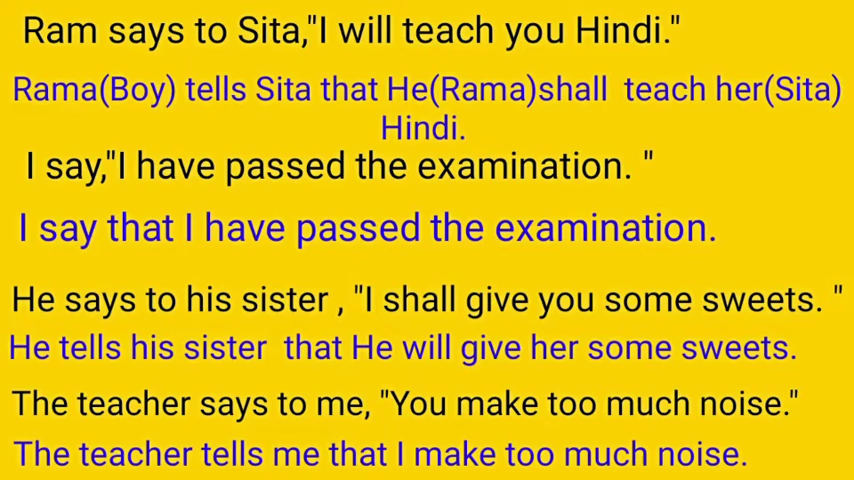 Ram says to Sita,"I will teach you Hindi."
Rama(Boy) tells Sita that He(Rama)shall  teach her(Sita)
Hindi.
I say,"I have passed the examination. "
I say that I have passed the examination.
He says to his sister , "I shall give you some sweets. "
He tells his sister  that He will give her some sweets.
The teacher says to me, "You make too much noise."
The teacher tells me that I make too much noise.